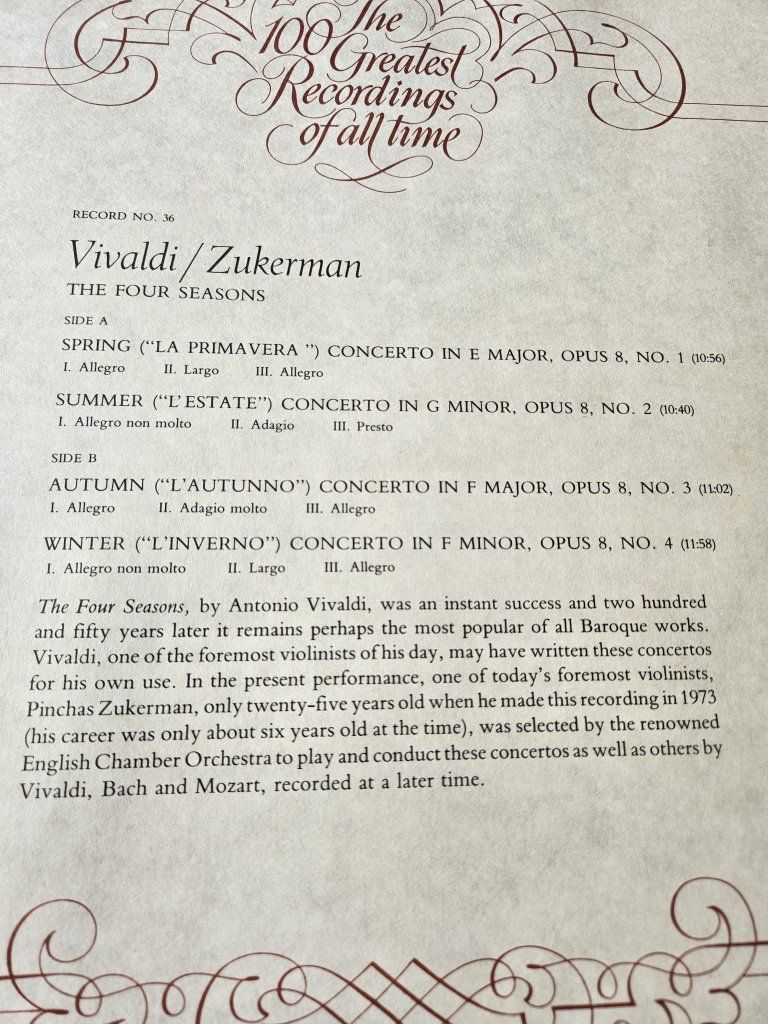 The
100 Greatest
Recordings
of all time
RECORD NO. 36
Vivaldi/Zukerman
THE FOUR SEASONS
SIDE A
SPRING (“LA PRIMAVERA ”) CONCERTO IN E MAJOR, OPUS 8, NO. 1 (10:56)
I. Allegro II. Largo III. Allegro
SUMMER (“L’ESTATE”) CONCERTO IN G MINOR, OPUS 8, NO. 2 (10:40)
I. Allegro non molto II. Adagio III. Presto
SIDE B
AUTUMN (“L’AUTUNNO”) CONCERTO IN F MAJOR, OPUS 8, NO. 3 (11:02)
I. Allegro II. Adagio molto III. Allegro
WINTER (“L’INVERNO”) CONCERTO IN F MINOR, OPUS 8, NO. 4 (11:58)
I. Allegro non molto II. Largo III. Allegro
The Four Seasons, by Antonio Vivaldi, was an instant success and two hundred
and fifty years later it remains perhaps the most popular of all Baroque works.
Vivaldi, one of the foremost violinists of his day, may have written these concertos
for his own use. In the present performance, one of today’s foremost violinists,
Pinchas Zukerman, only twenty-five years old when he made this recording in 1973
(his career was only about six years old at the time), was selected by the renowned
English Chamber Orchestra to play and conduct these concertos as well as others by
Vivaldi, Bach and Mozart, recorded at a later time.